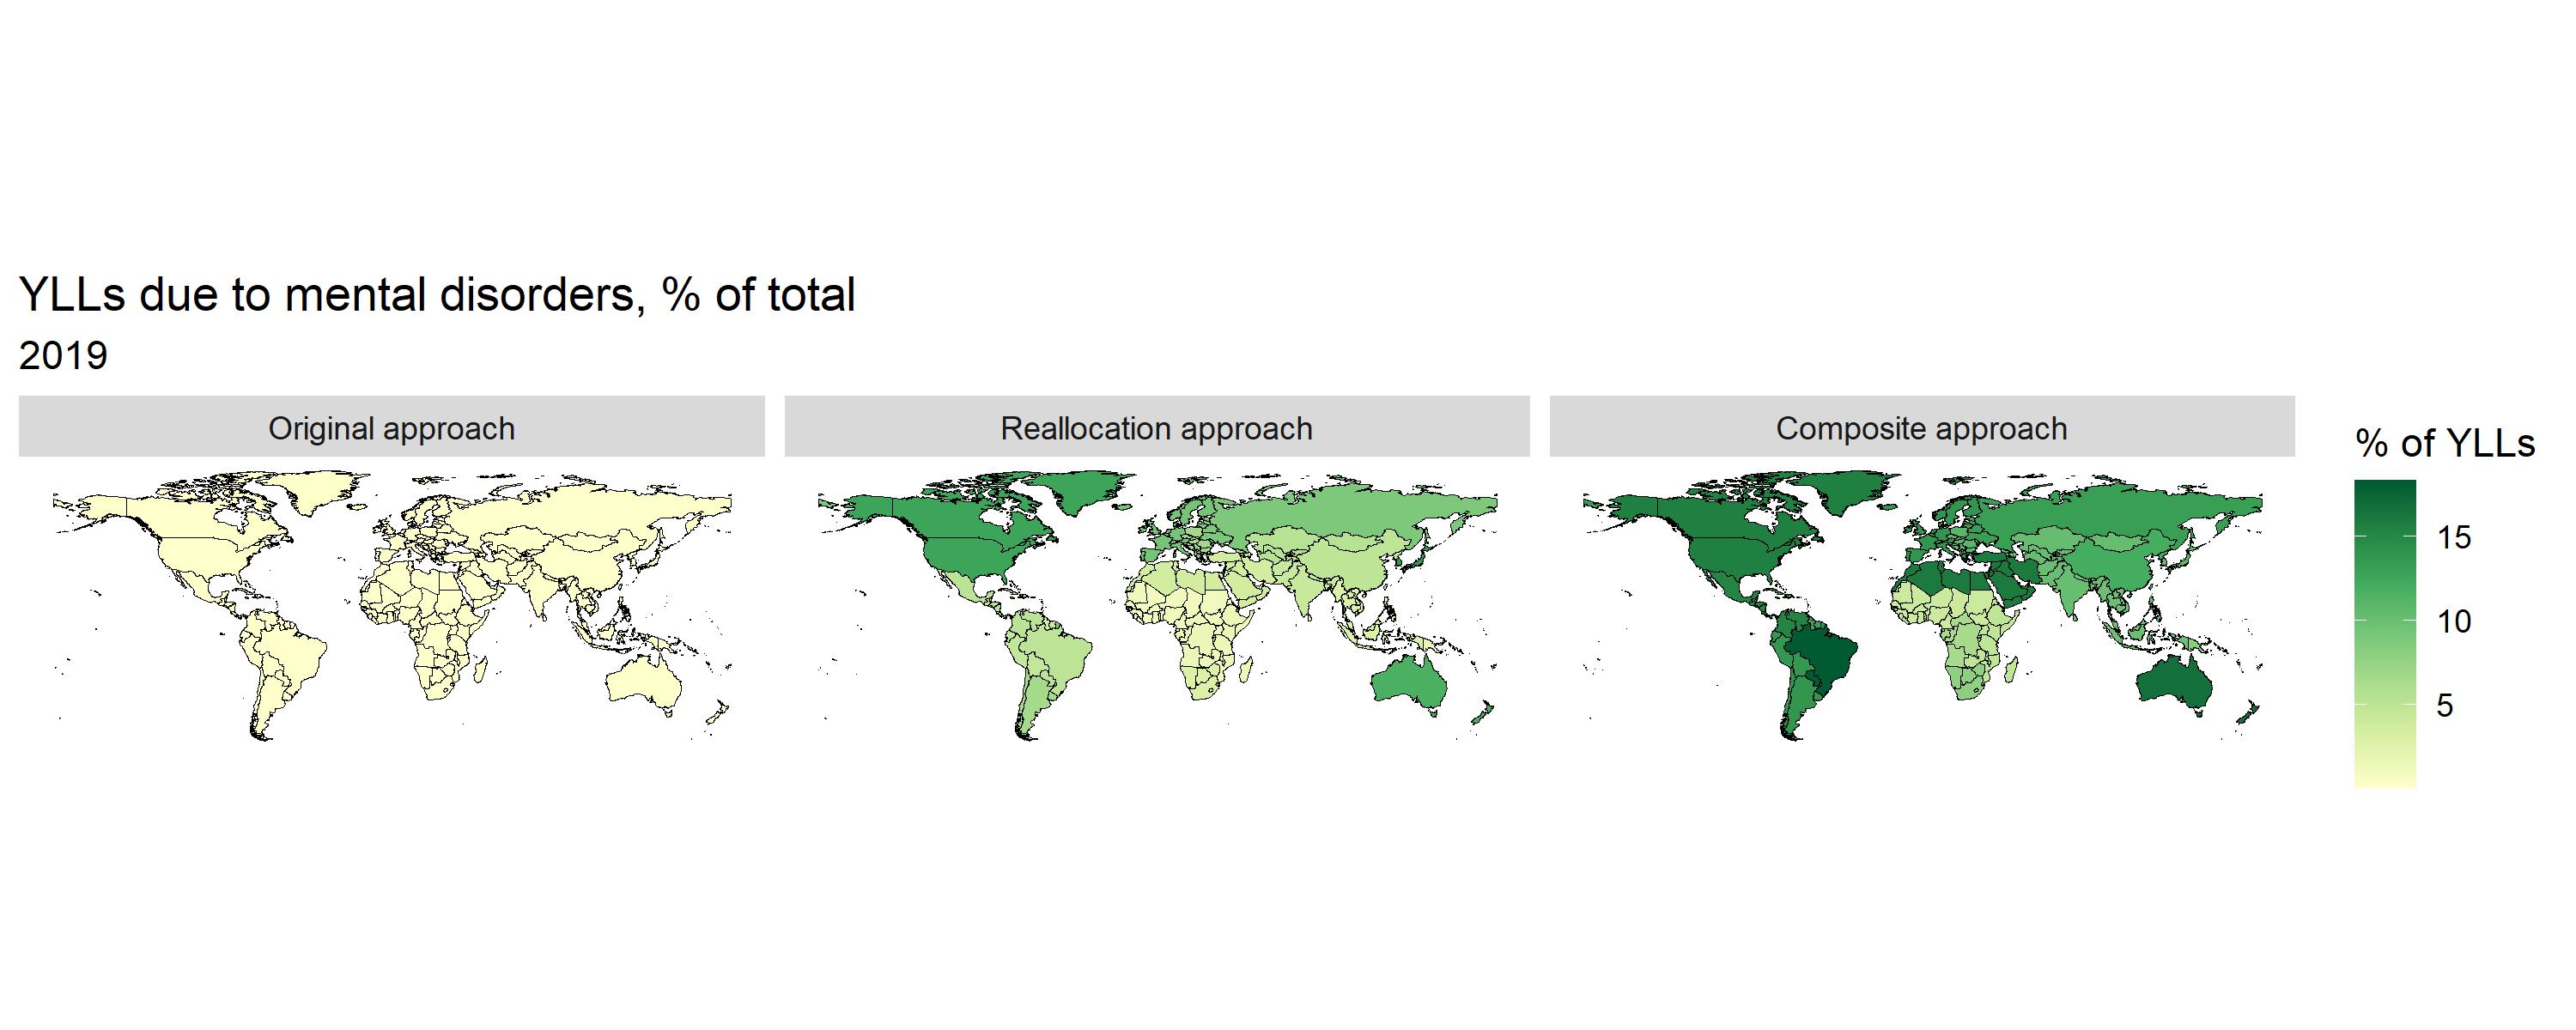 YLLs due to mental disorders, % of total
2019
Original approach
Reallocation approach
Composite approach
% of YLLs
15
10
5